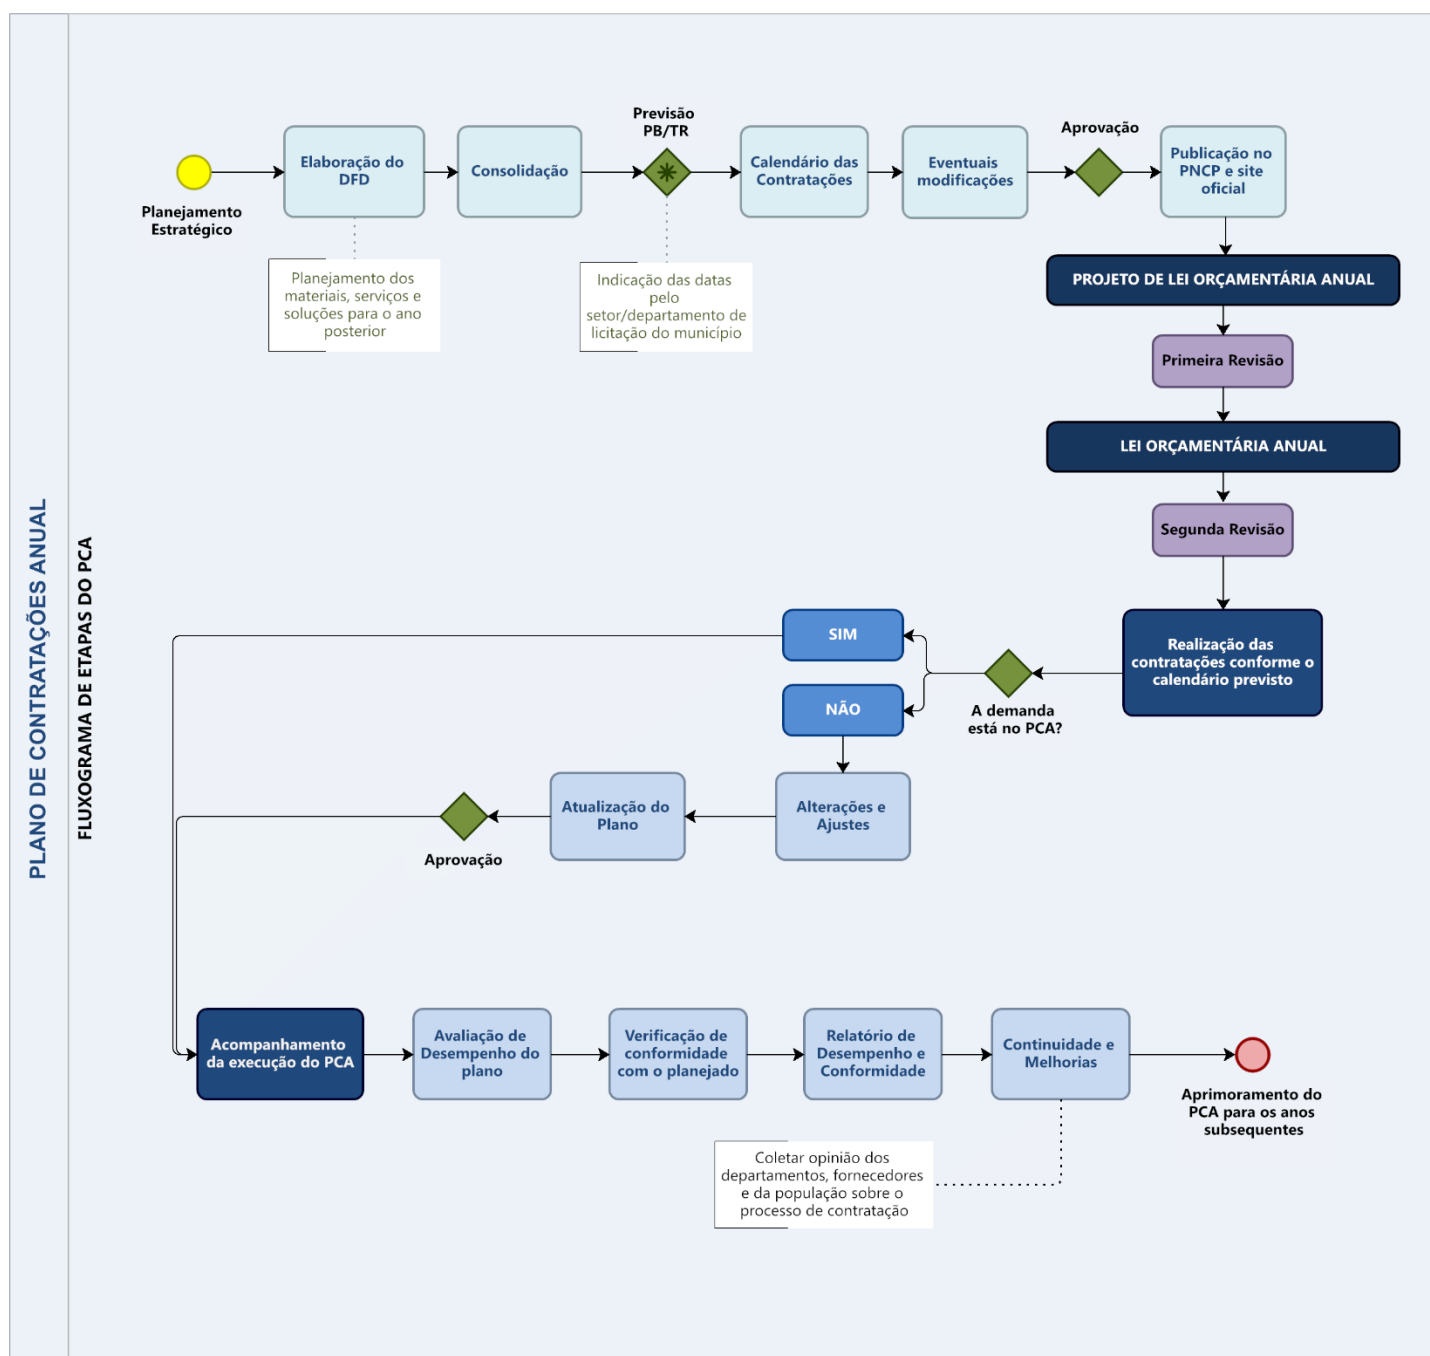 PLANO DE CONTRATAÇÕES ANUAL
FLUXOGRAMA DE ETAPAS DO PCA
Planejamento
Estratégico
Elaboração do
DFD
Planejamento dos
materiais, serviços e
soluções para o ano
posterior
Consolidação
Previsão
PB/TR
Indicação das datas
pelo
setor/departamento de
licitação do município
Calendário das
Contratações
Eventuais
modificações
Aprovação
Publicação no
PNCP e site
oficial
PROJETO DE LEI ORÇAMENTÁRIA ANUAL
Primeira Revisão
LEI ORÇAMENTÁRIA ANUAL
Segunda Revisão
Realização das
contratações conforme o
calendário previsto
A demanda
está no PCA?
SIM
NÃO
Alterações e
Ajustes
Atualização do
Plano
Aprovação
Acompanhamento
da execução do PCA
Avaliação de
Desempenho do
plano
Verificação de
conformidade
com o planejado
Relatório de
Desempenho e
Conformidade
Continuidade e
Melhorias
Coletar opinião dos
departamentos, fornecedores
e da população sobre o
processo de contratação
Aprimoramento do
PCA para os anos
subsequentes